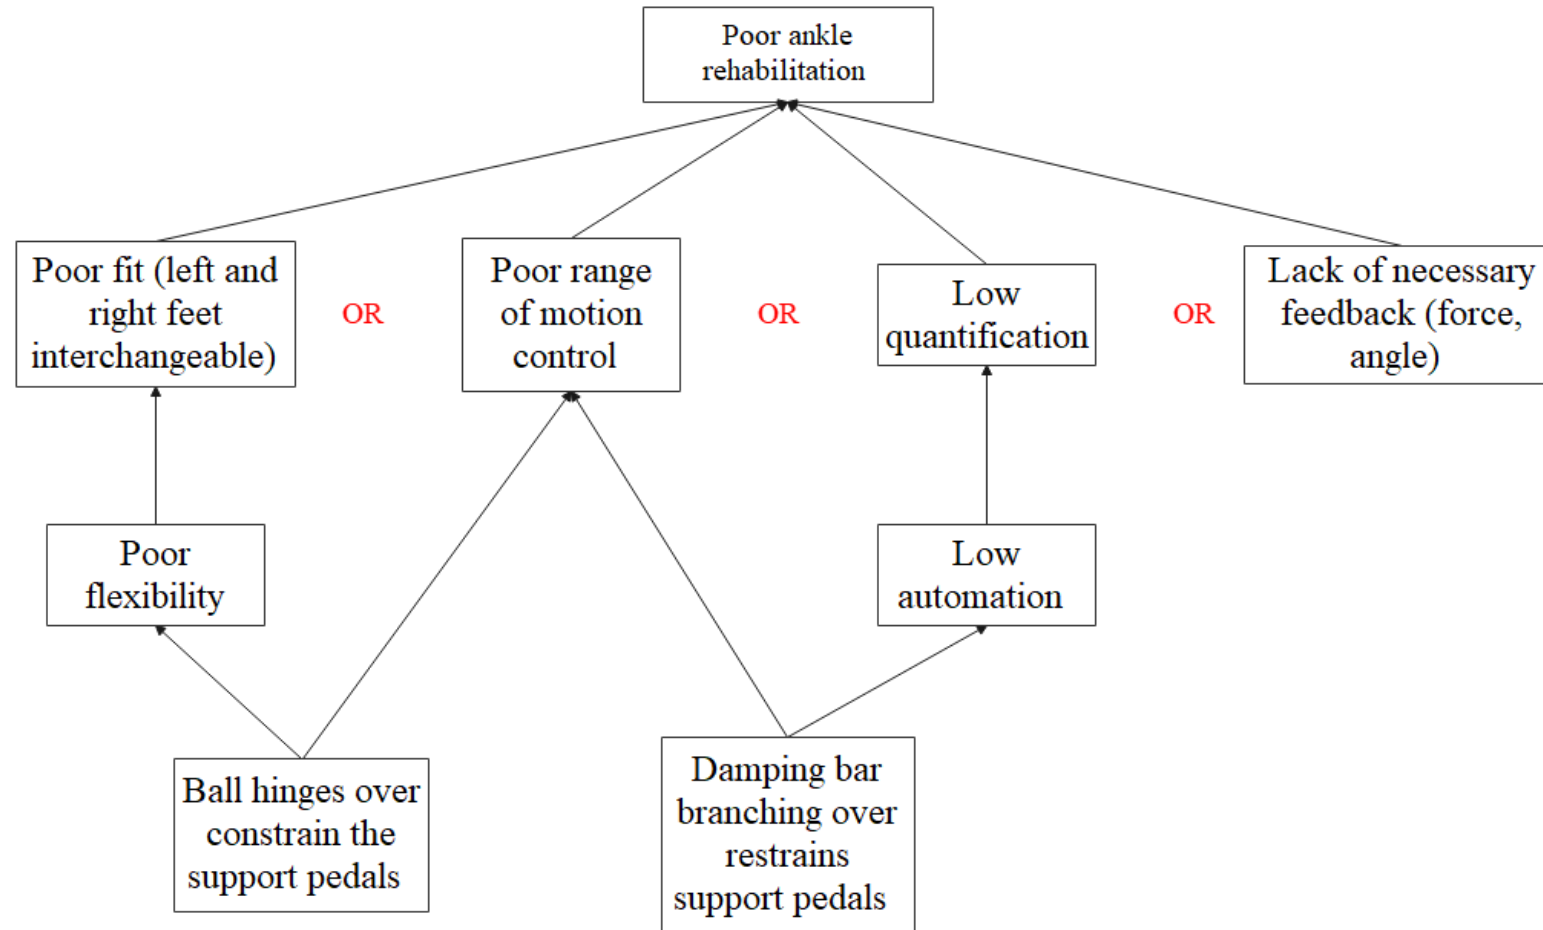 Poor ankle
rehabilitation
Poor fit (left and
right feet
interchangeable)
OR
Poor range
of motion
control
OR
Low
quantification
OR
Lack of necessary
feedback (force,
angle)
Poor
flexibility
Low
automation
Ball hinges over
constrain the
support pedals
Damping bar
branching over
restrains
support pedals